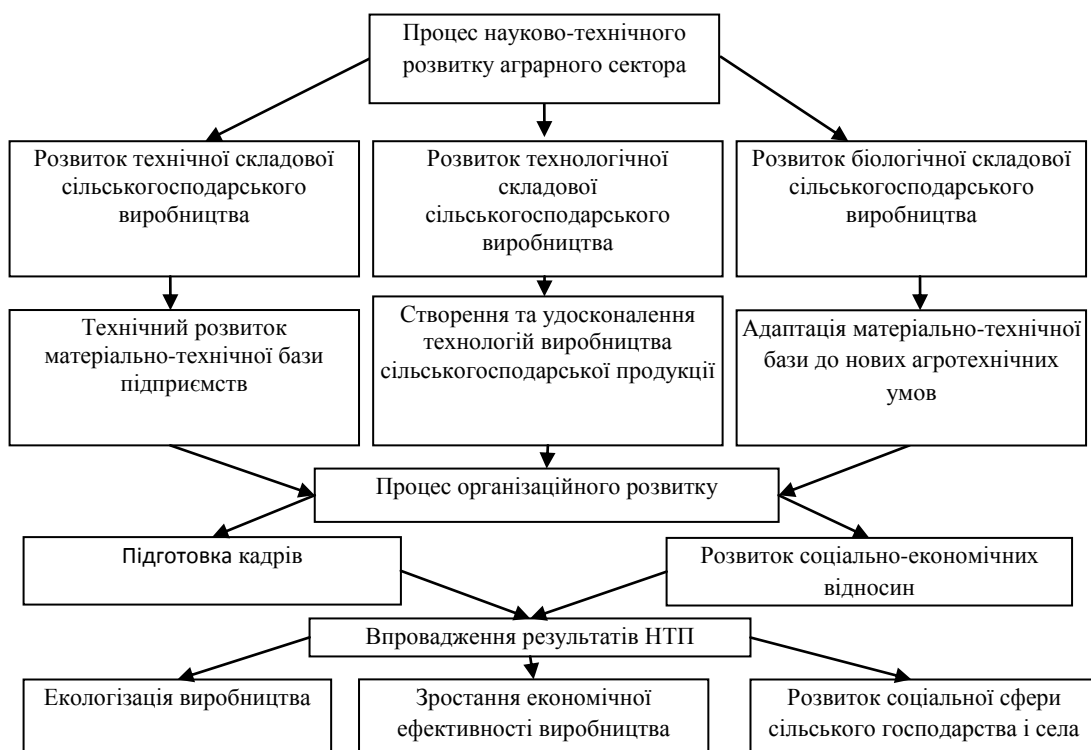 Процес науково-технічного
розвитку аграрного сектора
Розвиток технічної складової
сільськогосподарського
виробництва
Розвиток технологічної
складової
сільськогосподарського
виробництва
Розвиток біологічної складової
сільськогосподарського
виробництва
Технічний розвиток
матеріально-технічної бази
підприємств
Створення та удосконалення
технологій виробництва
сільськогосподарської продукції
Адаптація матеріально-технічної
бази до нових агротехнічних
умов
Процес організаційного розвитку
Підготовка кадрів
Розвиток соціально-економічних
відносин
Впровадження результатів НТП
Екологізація виробництва
Зростання економічної
ефективності виробництва
Розвиток соціальної сфери
сільського господарства і села